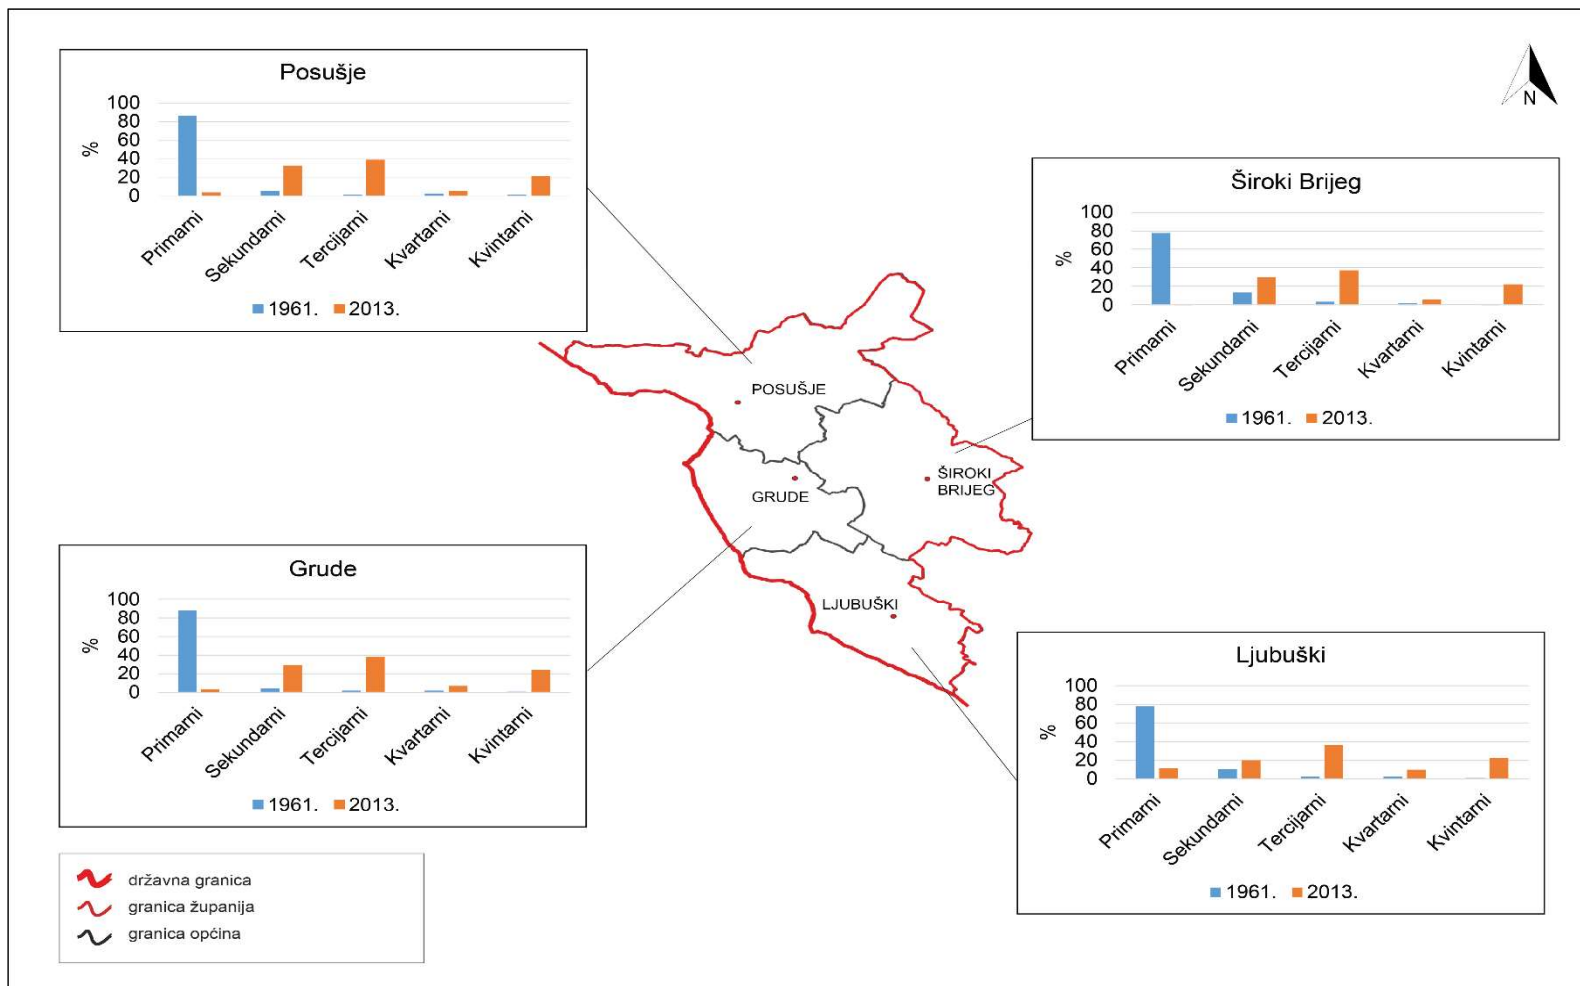 Posušje
100
80
60
40
20
0
%
Primarni
Sekundarni
Tercijarni
Kvartarni
Kvintarni
1961. 2013.
N
Široki Brijeg
100
80
60
40
20
0
%
Primarni
Sekundarni
Tercijarni
Kvartarni
Kvintarni
1961. 2013.
POSUŠJE
ŠIROKI
BRIJEG
GRUDE
LJUBUŠKI
Grude
100
80
60
40
20
0
%
Primarni
Sekundarni
Tercijarni
Kvartarni
Kvintarni
1961. 2013.
Ljubuški
100
80
60
40
20
0
%
Primarni
Sekundarni
Tercijarni
Kvartarni
Kvintarni
1961. 2013.
državna granica
granica županija
granica općina